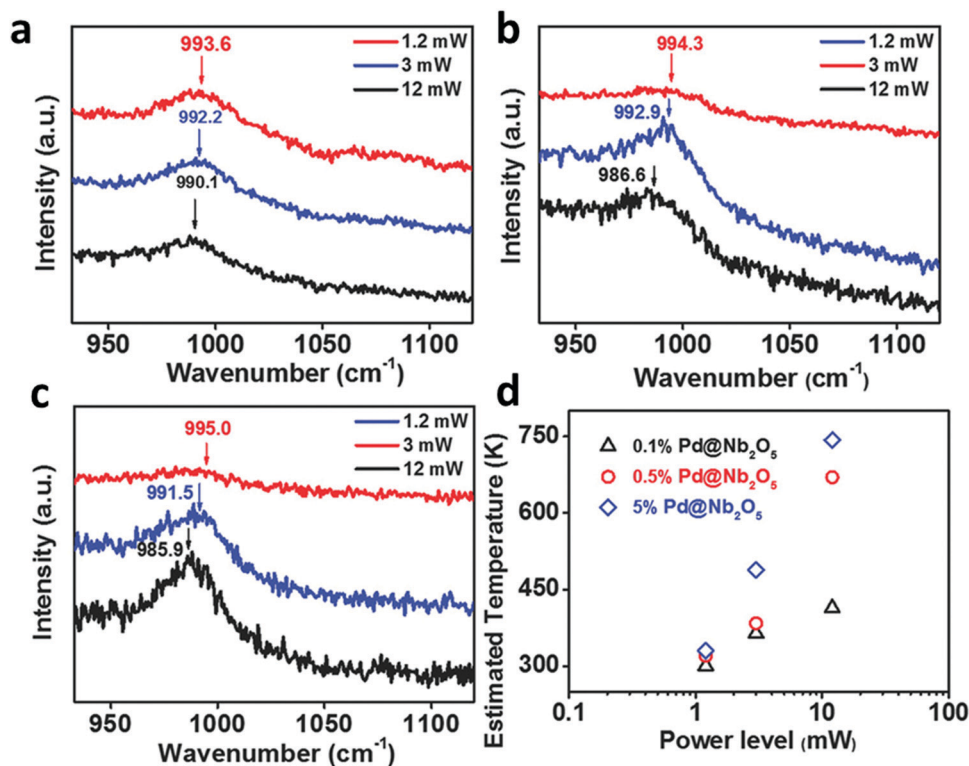 a
993.6
1.2 mW
3 mW
12 mW
992.2
990.1
Intensity (a.u.)
950 1000 1050 1100
Wavenumber (cm⁻¹)
b
994.3
1.2 mW
3 mW
12 mW
992.9
986.6
Intensity (a.u.)
950 1000 1050 1100
Wavenumber (cm⁻¹)
c
995.0
1.2 mW
3 mW
12 mW
991.5
985.9
Intensity (a.u.)
950 1000 1050 1100
Wavenumber (cm⁻¹)
d
Estimated Temperature (K)
750
600
450
300
0.1% Pd@Nb₂O₅
0.5% Pd@Nb₂O₅
5% Pd@Nb₂O₅
0.1 1 10 100
Power level (mW)